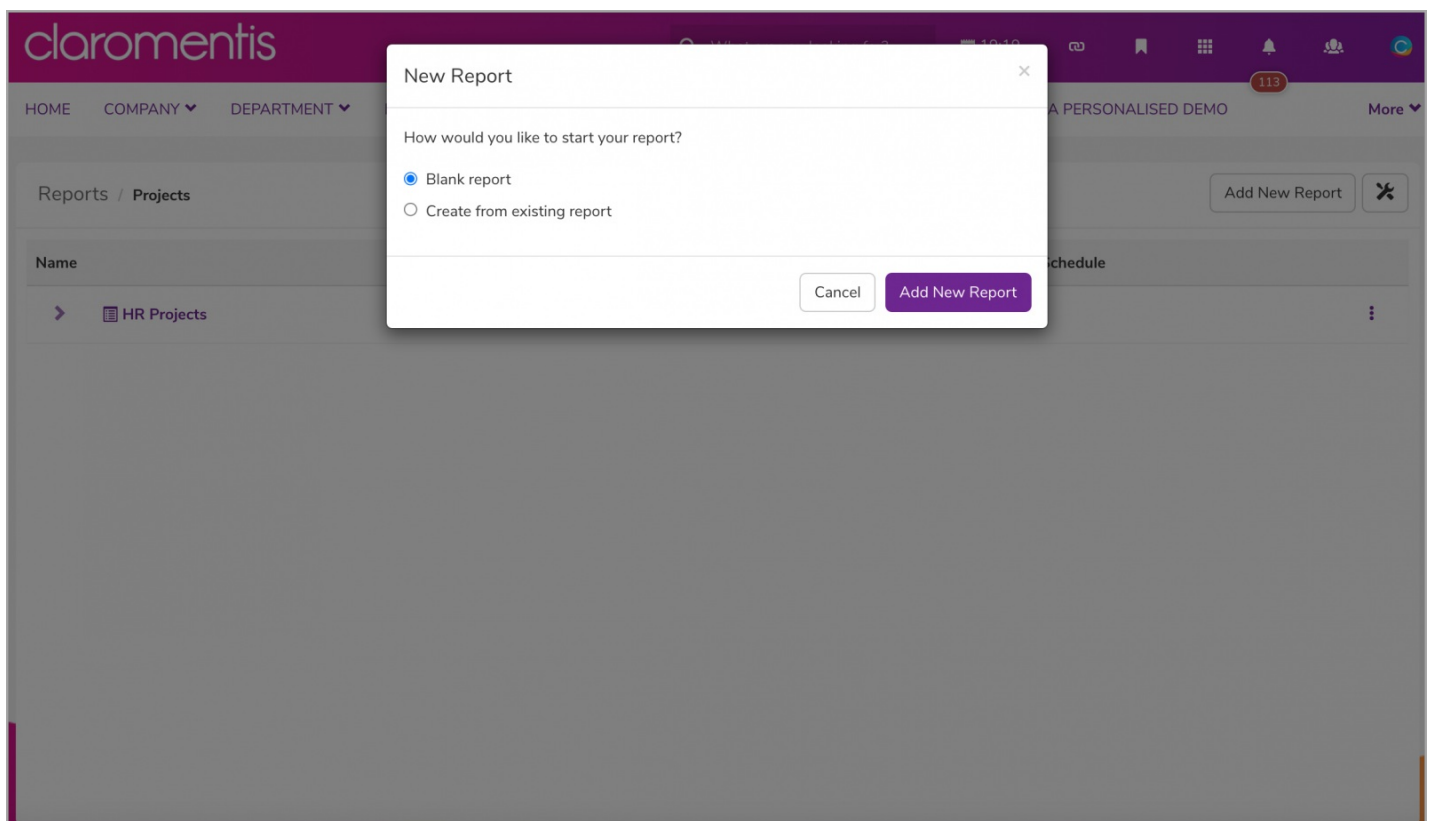 claromentis
New Report
113
HOME COMPANY DEPARTMENT A PERSONALISED DEMO More
How would you like to start your report?
Blank report
Reports / Projects
Add New Report
Create from existing report
Name Schedule
Cancel Add New Report
HR Projects